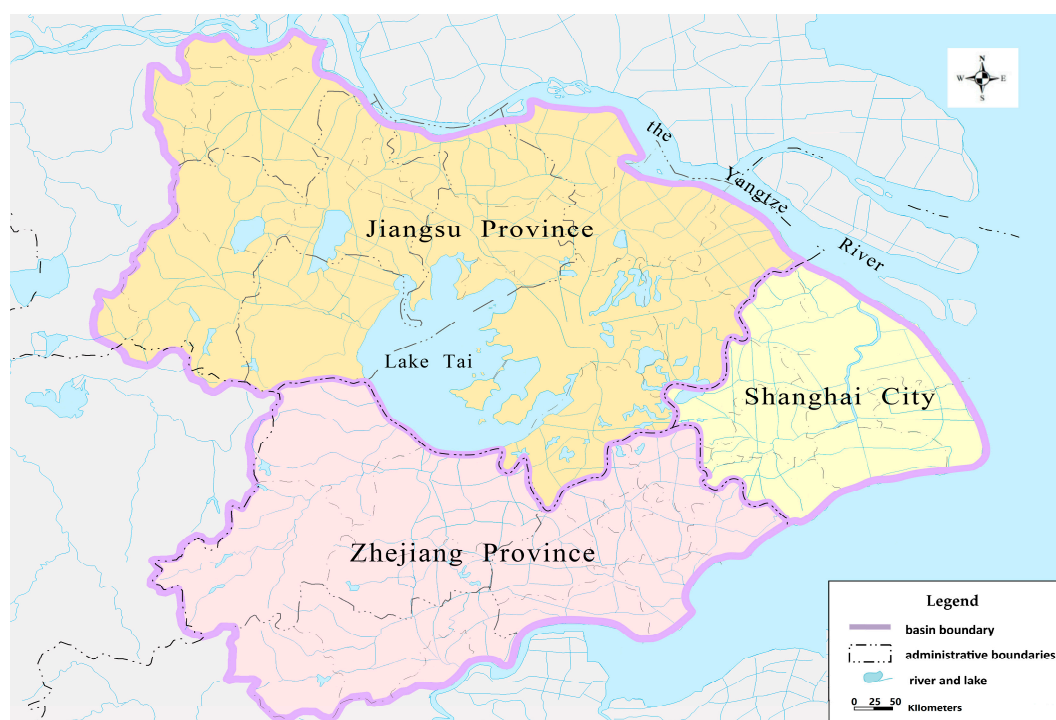 N
W E
S
the
Yangtze
River
Jiangsu Province
Lake Tai
Shanghai City
Zhejiang Province
Legend
basin boundary
administrative boundaries
river and lake
0 25 50 Kilometers